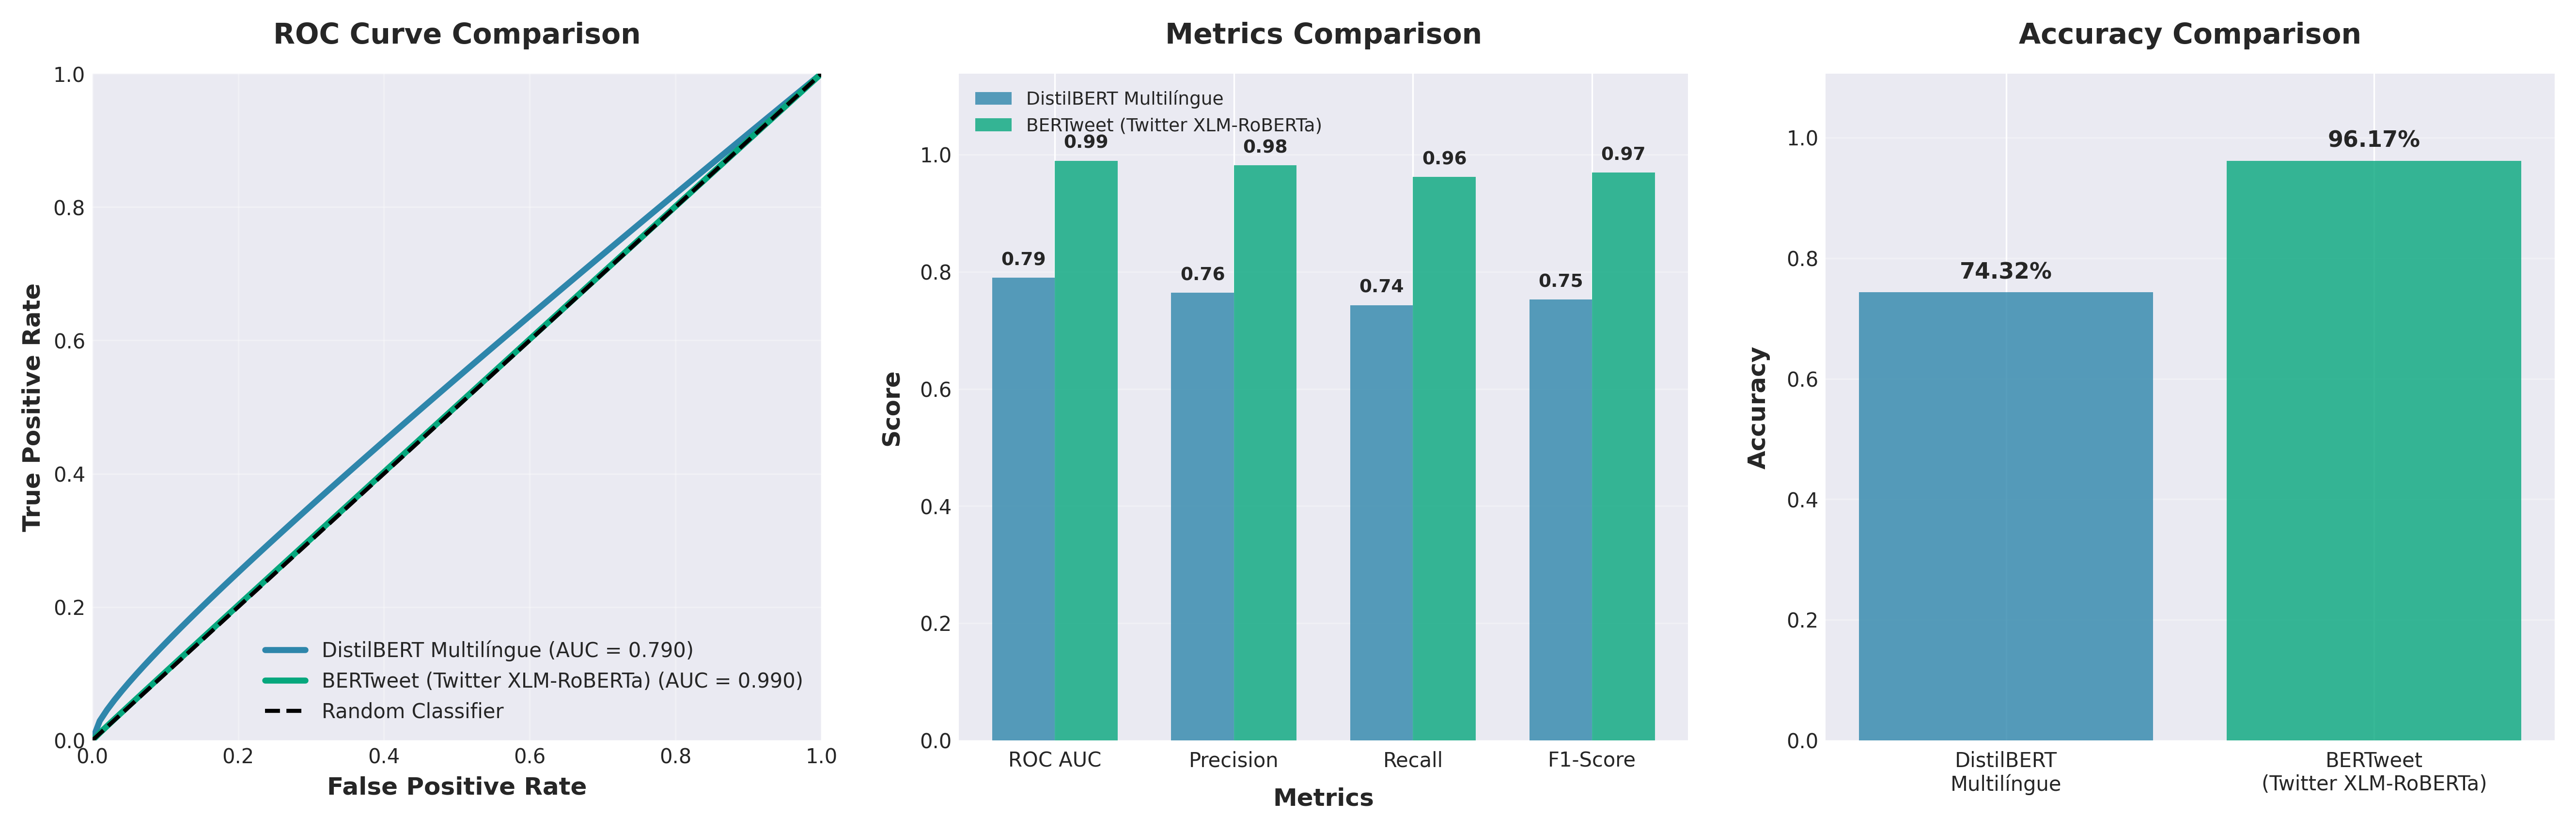 ROC Curve Comparison
True Positive Rate
1.0
0.8
0.6
0.4
0.2
0.0
DistilBERT Multilíngue (AUC = 0.790)
BERTweet (Twitter XLM-RoBERTa) (AUC = 0.990)
Random Classifier
0.0 0.2 0.4 0.6 0.8 1.0
False Positive Rate
Metrics Comparison
Score
DistilBERT Multilíngue
BERTweet (Twitter XLM-RoBERTa)
1.0
0.8
0.6
0.4
0.2
0.0
0.79 0.99 0.76 0.98 0.74 0.96 0.75 0.97
ROC AUC Precision Recall F1-Score
Metrics
Accuracy Comparison
Accuracy
1.0
0.8
0.6
0.4
0.2
0.0
74.32% 96.17%
DistilBERT
Multilíngue
BERTweet
(Twitter XLM-RoBERTa)